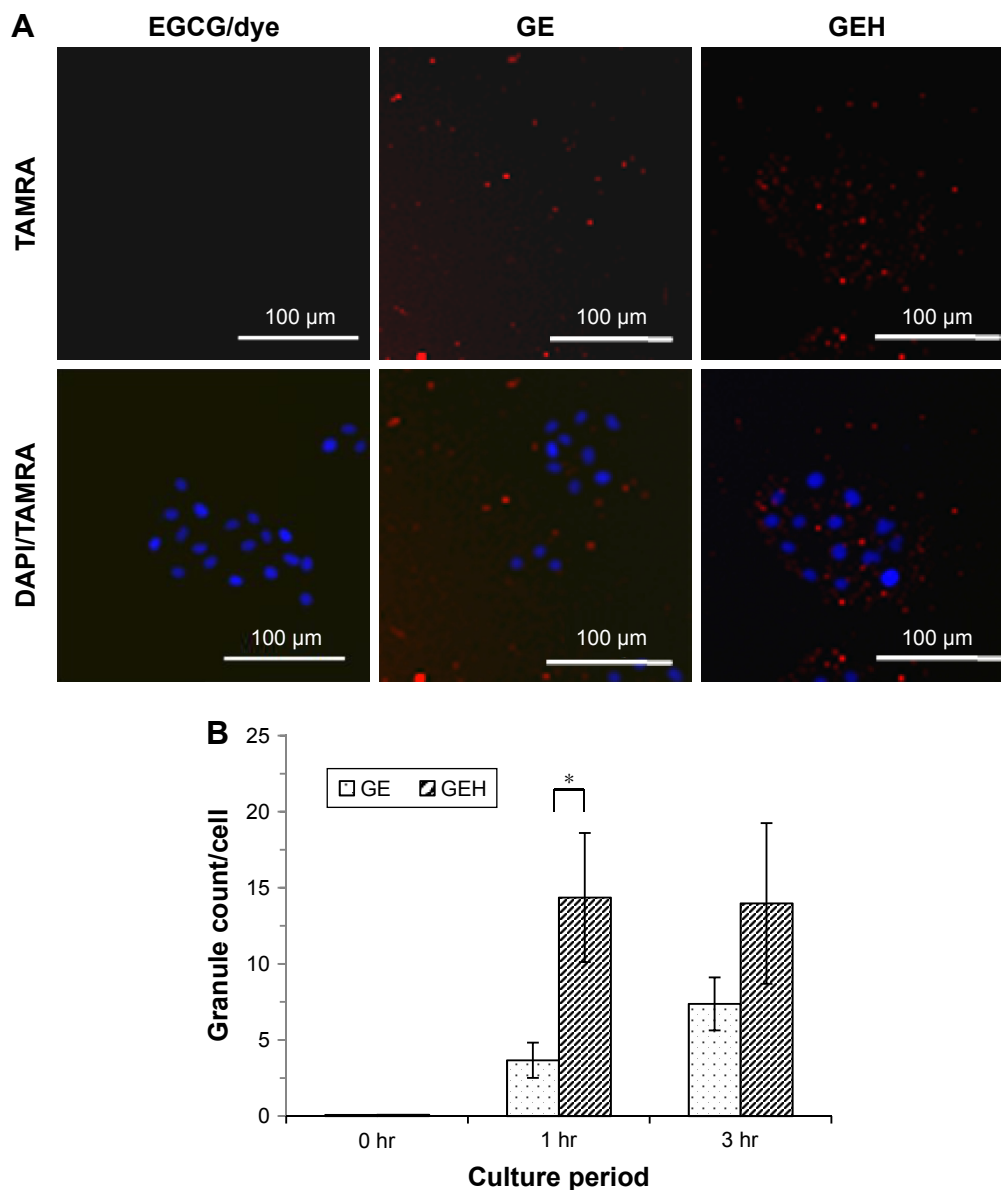 A
EGCG/dye GE GEH
TAMRA
100 µm 100 µm 100 µm
DAPI/TAMRA
100 µm 100 µm 100 µm
B
25
20
15
10
5
0
GE GEH
*
Granule count/cell
0 hr 1 hr 3 hr
Culture period